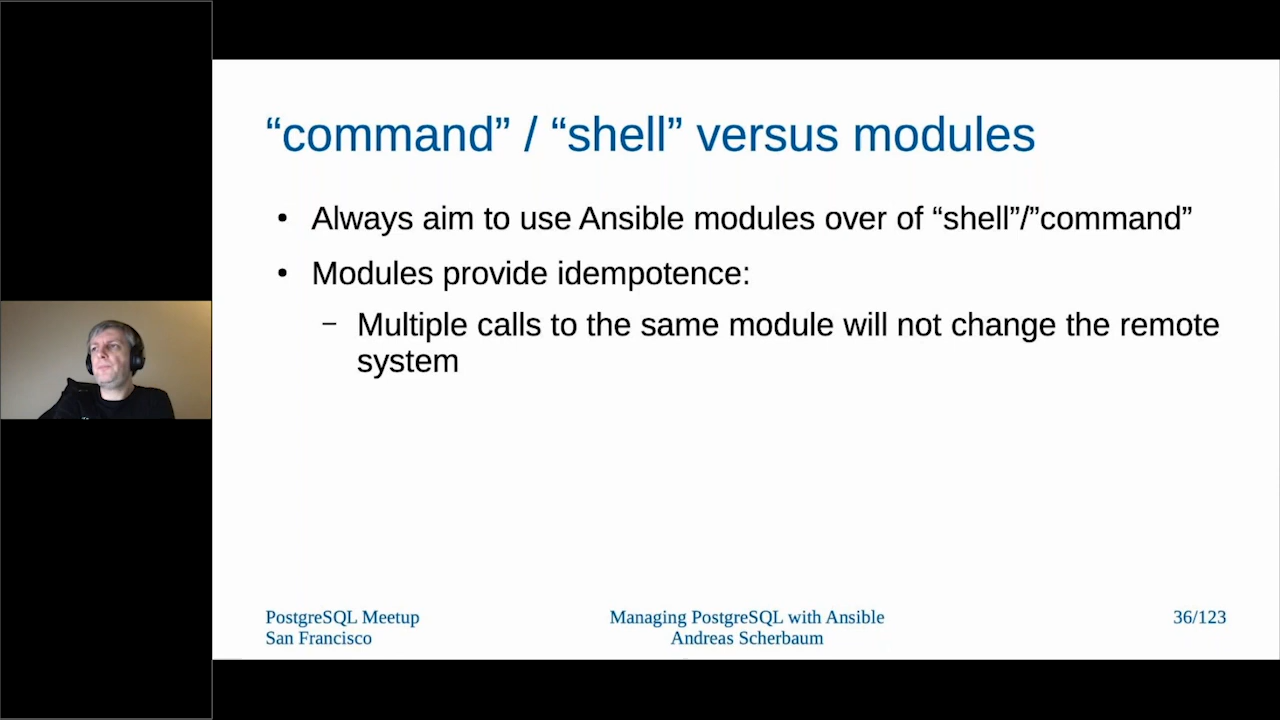 “command” / “shell” versus modules
• Always aim to use Ansible modules over of “shell”/”command”
• Modules provide idempotence:
– Multiple calls to the same module will not change the remote
system
PostgreSQL Meetup
San Francisco
Managing PostgreSQL with Ansible
Andreas Scherbaum
36/123